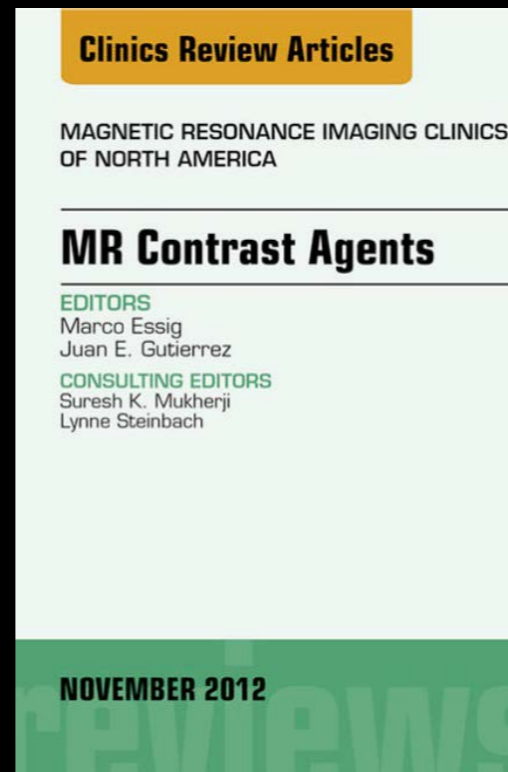 Clinics Review Articles
MAGNETIC RESONANCE IMAGING CLINICS
OF NORTH AMERICA
MR Contrast Agents
EDITORS
Marco Essig
Juan E. Gutierrez
CONSULTING EDITORS
Suresh K. Mukherji
Lynne Steinbach
NOVEMBER 2012
reviews